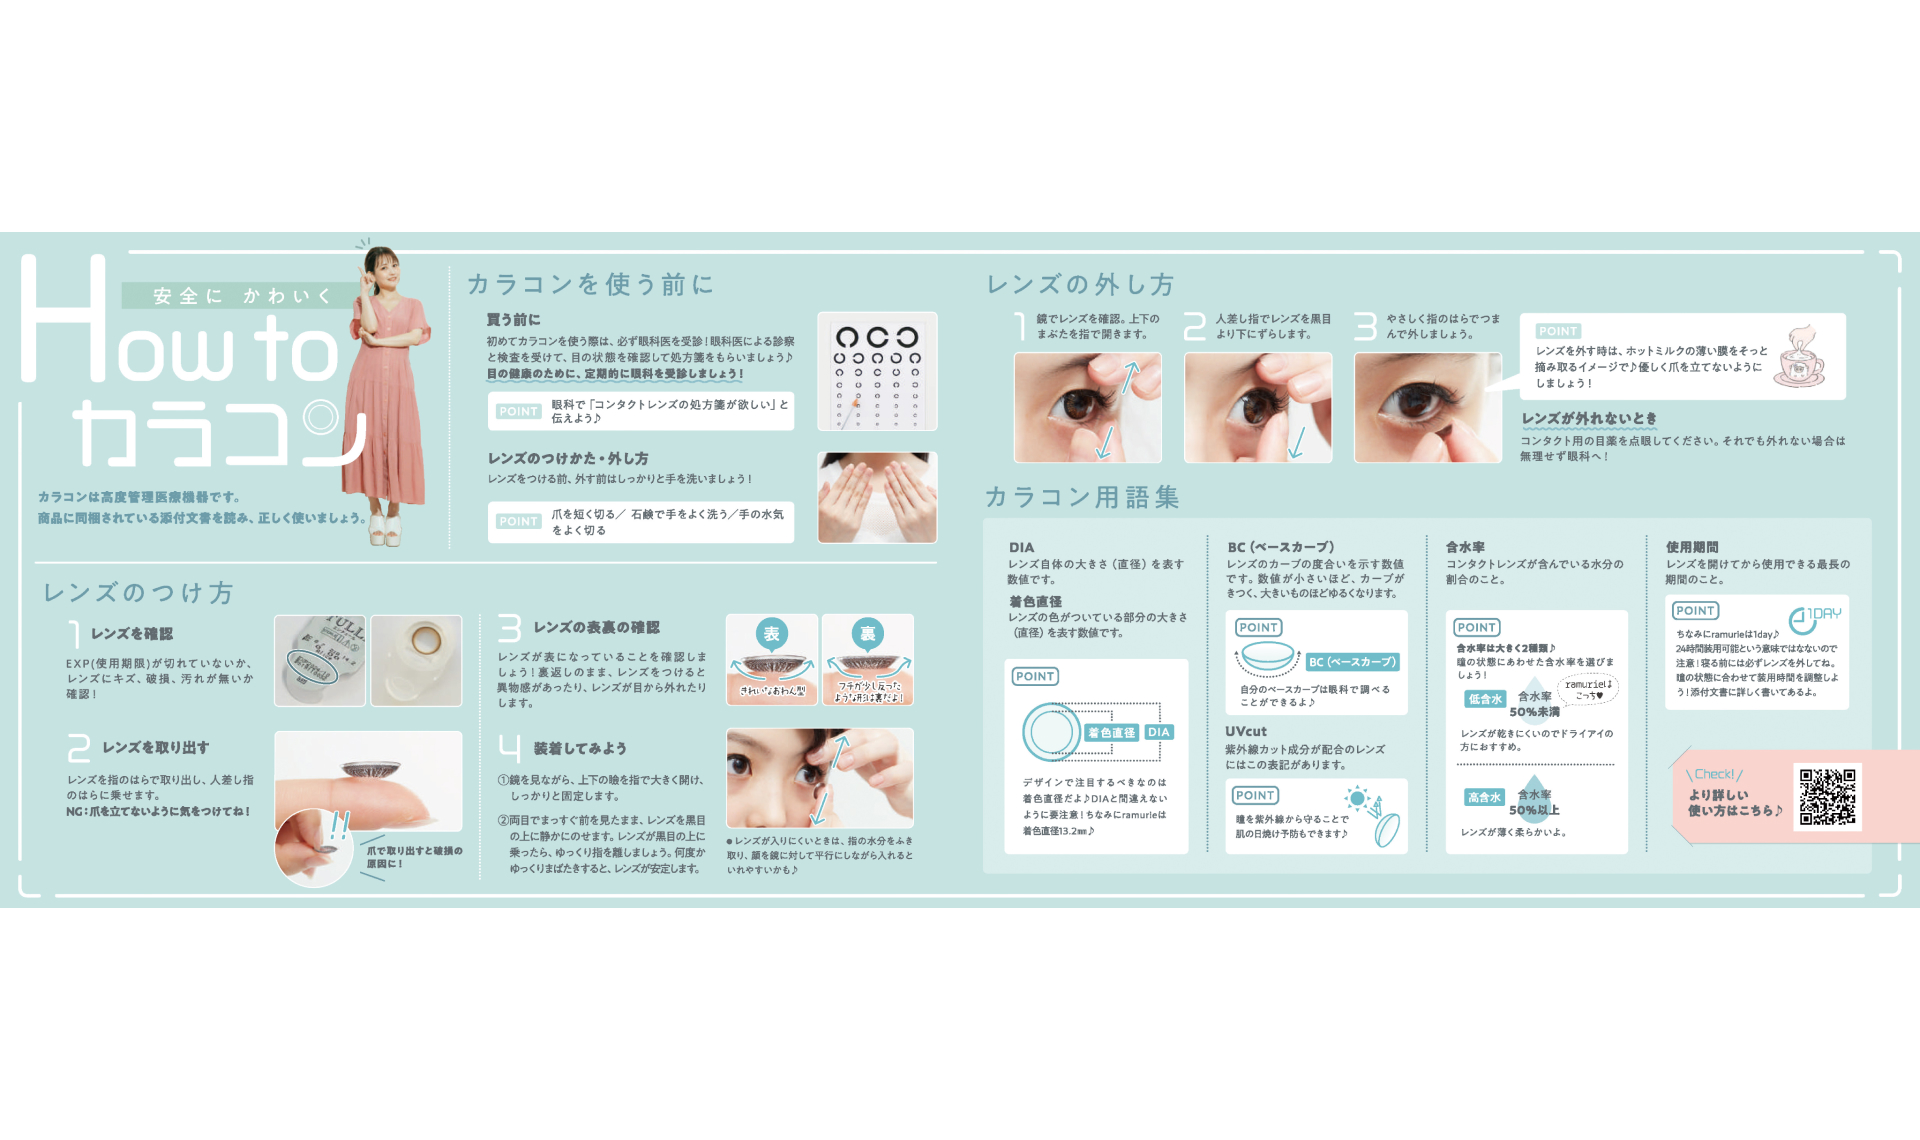 安全に かわいく
How to
カラコン
カラコンは高度管理医療機器です。
商品に同梱されている添付文書を読み、正しく使いましょう。
カラコンを使う前に
買う前に
初めてカラコンを使う際は、必ず眼科医を受診！眼科医による診察
と検査を受けて、目の状態を確認して処方箋をもらいましょう♪
目の健康のために、定期的に眼科を受診しましょう！
POINT
眼科で「コンタクトレンズの処方箋が欲しい」と
伝えよう♪
レンズのつけかた・外し方
レンズをつける前、外す前はしっかりと手を洗いましょう！
POINT
爪を短く切る／ 石鹸で手をよく洗う／手の水気
をよく切る
レンズのつけ方
1 レンズを確認
EXP(使用期限)が切れていないか、
レンズにキズ、破損、汚れが無いか
確認！
2 レンズを取り出す
レンズを指のはらで取り出し、人差し指
のはらに乗せます。
NG：爪を立てないように気をつけてね！
!!
爪で取り出すと破損の
原因に！
3 レンズの表裏の確認
レンズが表になっていることを確認しま
しょう！裏返しのまま、レンズをつけると
異物感があったり、レンズが目から外れたり
します。
表
きれいなおわん型
裏
フチが少し反った
ような形は裏だよ！
4 装着してみよう
①鏡を見ながら、上下の瞼を指で大きく開け、
しっかりと固定します。
②両目でまっすぐ前を見たまま、レンズを黒目
の上に静かにのせます。レンズが黒目の上に
乗ったら、ゆっくり指を離しましょう。何度か
ゆっくりまばたきすると、レンズが安定します。
●レンズが入りにくいときは、指の水分をふき
取り、顔を鏡に対して平行にしながら入れると
いれやすいかも♪
レンズの外し方
1 鏡でレンズを確認。上下の
まぶたを指で開きます。
2 人差し指でレンズを黒目
より下にずらします。
3 やさしく指のはらでつま
んで外しましょう。
POINT
レンズを外す時は、ホットミルクの薄い膜をそっと
摘み取るイメージで♪優しく爪を立てないように
しましょう！
レンズが外れないとき
コンタクト用の目薬を点眼してください。それでも外れない場合は
無理せず眼科へ！
カラコン用語集
DIA
レンズ自体の大きさ（直径）を表す
数値です。
着色直径
レンズの色がついている部分の大きさ
（直径）を表す数値です。
POINT
着色直径 DIA
デザインで注目するべきなのは
着色直径だよ♪DIAと間違えない
ように要注意！ちなみにramurieは
着色直径13.2㎜♪
BC（ベースカーブ）
レンズのカーブの度合いを示す数値
です。数値が小さいほど、カーブが
きつく、大きいものほどゆるくなります。
POINT
BC（ベースカーブ）
自分のベースカーブは眼科で調べる
ことができるよ♪
UVcut
紫外線カット成分が配合のレンズ
にはこの表記があります。
POINT
瞳を紫外線から守ることで
肌の日焼け予防もできます♪
含水率
コンタクトレンズが含んでいる水分の
割合のこと。
POINT
含水率は大きく2種類♪
瞳の状態にあわせた含水率を選びま
しょう！
ramurieは
こっち♥
低含水 含水率
50%未満
レンズが乾きにくいのでドライアイの
方におすすめ。
高含水 含水率
50%以上
レンズが薄く柔らかいよ。
使用期間
レンズを開けてから使用できる最長の
期間のこと。
POINT
1DAY
ちなみにramurieは1day♪
24時間装用可能という意味ではなないので
注意！寝る前には必ずレンズを外してね。
瞳の状態に合わせて装用時間を調整しよ
う！添付文書に詳しく書いてあるよ。
Check!
より詳しい
使い方はこちら♪